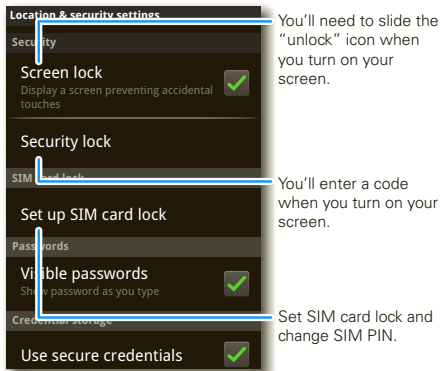 Location & security settings
Security
Screen lock
Display a screen preventing accidental
touches
Security lock
SIM card lock
Set up SIM card lock
Passwords
Visible passwords
Show password as you type
Credential storage
Use secure credentials
You’ll need to slide the
“unlock” icon when
you turn on your
screen.
You’ll enter a code
when you turn on your
screen.
Set SIM card lock and
change SIM PIN.